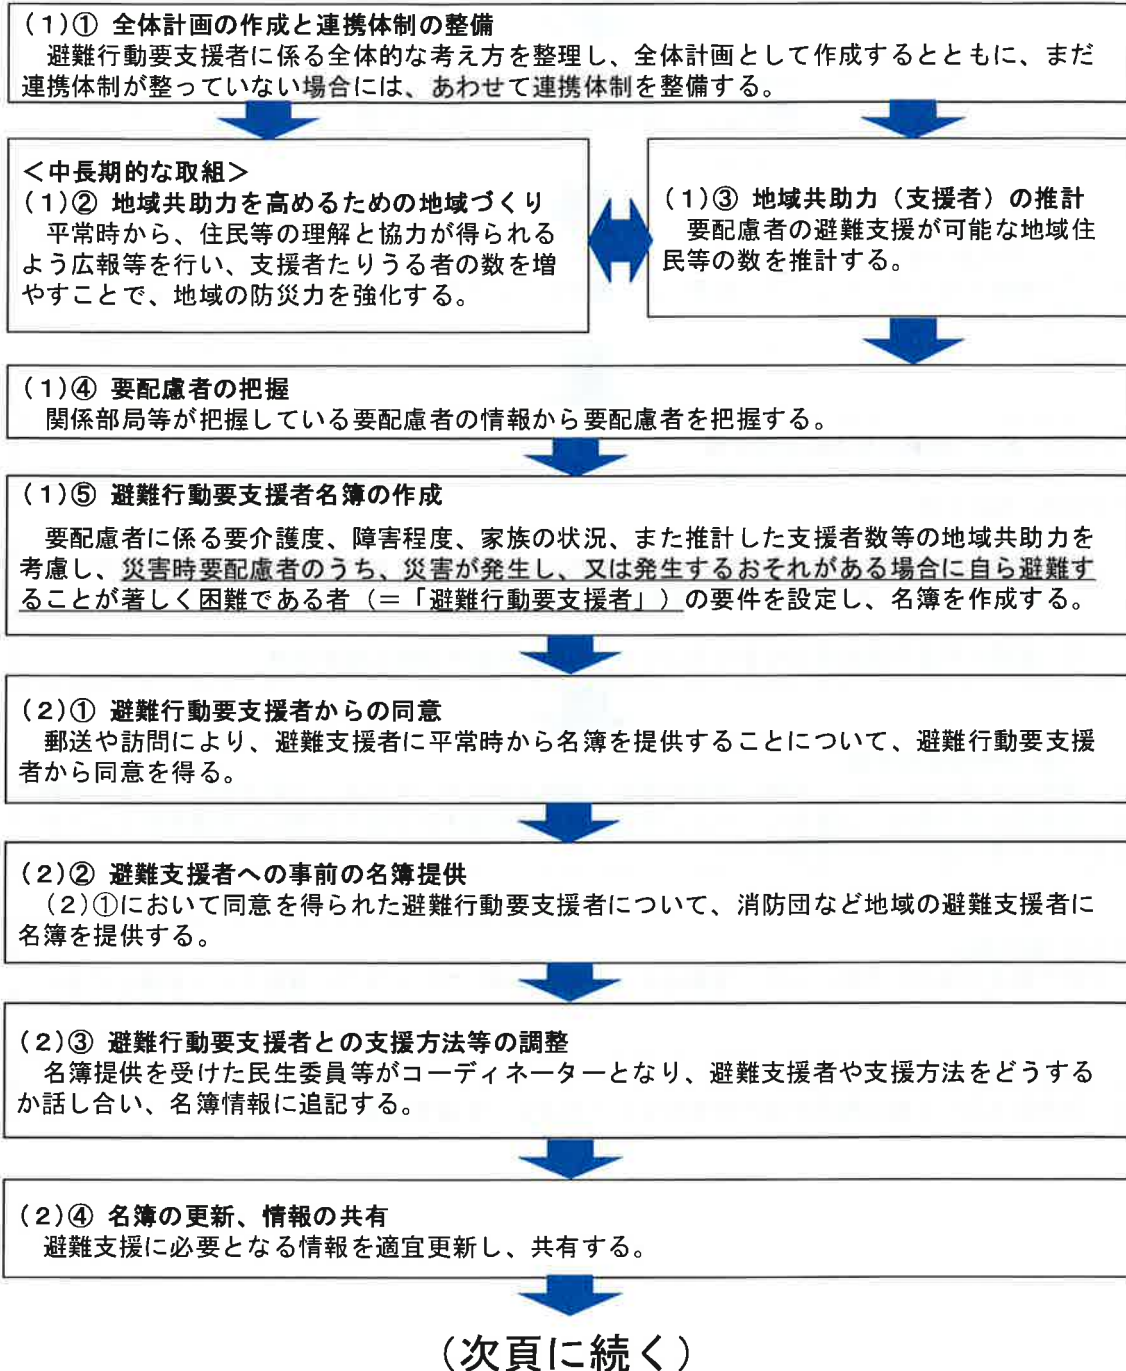 (1)① 全体計画の作成と連携体制の整備
避難行動要支援者に係る全体的な考え方を整理し、全体計画として作成するとともに、まだ
連携体制が整っていない場合には、あわせて連携体制を整備する。
＜中長期的な取組＞
(1)② 地域共助力を高めるための地域づくり
平常時から、住民等の理解と協力が得られる
よう広報等を行い、支援者たりうる者の数を増
やすことで、地域の防災力を強化する。
(1)③ 地域共助力（支援者）の推計
要配慮者の避難支援が可能な地域住
民等の数を推計する。
(1)④ 要配慮者の把握
関係部局等が把握している要配慮者の情報から要配慮者を把握する。
(1)⑤ 避難行動要支援者名簿の作成
要配慮者に係る要介護度、障害程度、家族の状況、また推計した支援者数等の地域共助力を
考慮し、災害時要配慮者のうち、災害が発生し、又は発生するおそれがある場合に自ら避難す
ることが著しく困難である者（＝「避難行動要支援者」）の要件を設定し、名簿を作成する。
(2)① 避難行動要支援者からの同意
郵送や訪問により、避難支援者に平常時から名簿を提供することについて、避難行動要支援
者から同意を得る。
(2)② 避難支援者への事前の名簿提供
(2)①において同意を得られた避難行動要支援者について、消防団など地域の避難支援者に
名簿を提供する。
(2)③ 避難行動要支援者との支援方法等の調整
名簿提供を受けた民生委員等がコーディネーターとなり、避難支援者や支援方法をどうする
か話し合い、名簿情報に追記する。
(2)④ 名簿の更新、情報の共有
避難支援に必要となる情報を適宜更新し、共有する。
（次頁に続く）